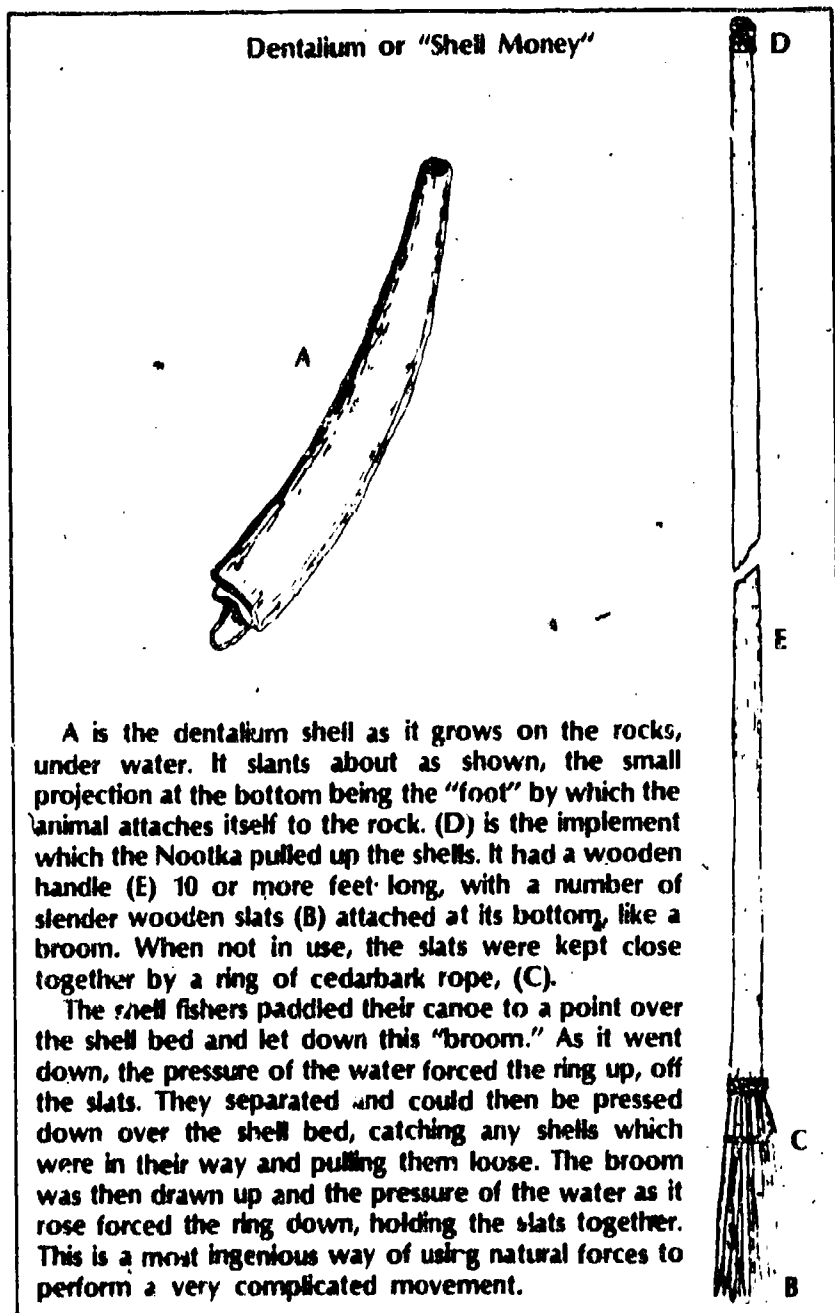 Dentalium or "Shell Money"
D
A
E
A is the dentalium shell as it grows on the rocks,
under water. It slants about as shown, the small
projection at the bottom being the "foot" by which the
animal attaches itself to the rock. (D) is the implement
which the Nootka pulled up the shells. It had a wooden
handle (E) 10 or more feet long, with a number of
slender wooden slats (B) attached at its bottom, like a
broom. When not in use, the slats were kept close
together by a ring of cedarbark rope, (C).
The shell fishers paddled their canoe to a point over
the shell bed and let down this "broom." As it went
down, the pressure of the water forced the ring up, off
the slats. They separated and could then be pressed
down over the shell bed, catching any shells which
were in their way and pulling them loose. The broom
was then drawn up and the pressure of the water as it
rose forced the ring down, holding the slats together.
This is a most ingenious way of using natural forces to
perform a very complicated movement.
C
B